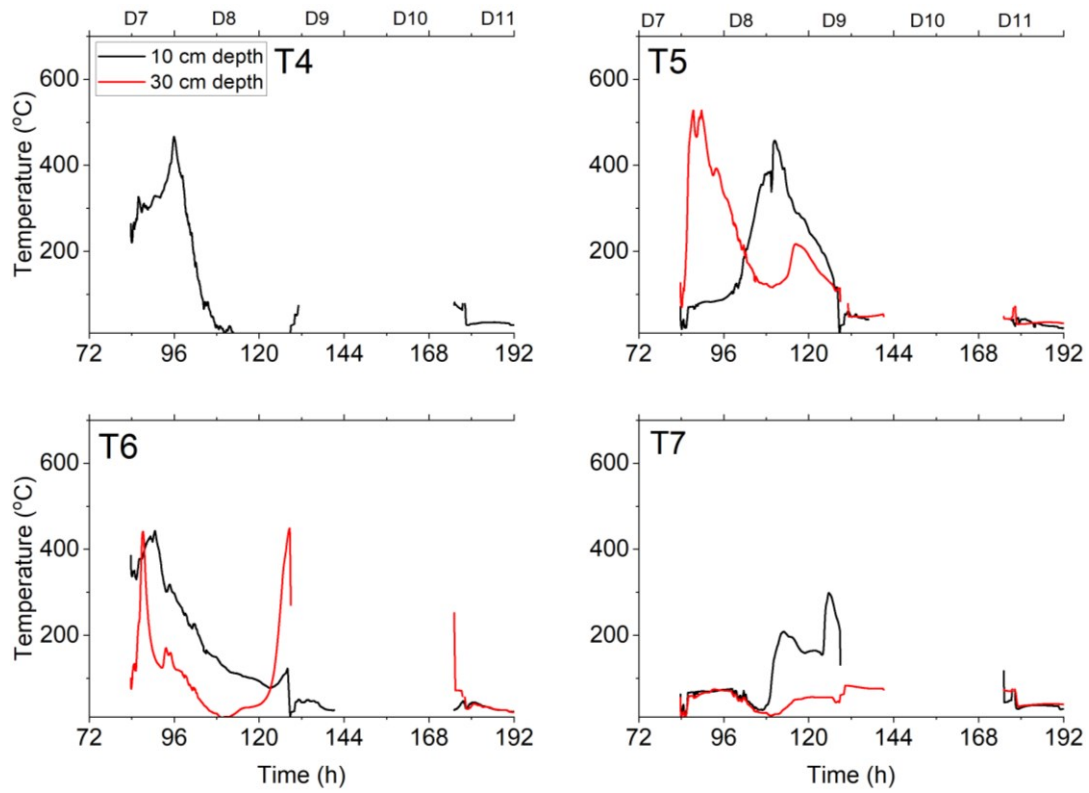 D7 D8 D9 D10 D11
D7 D8 D9 D10 D11
10 cm depth
30 cm depth
T4
T5
Temperature (°C)
600
400
200
600
400
200
72 96 120 144 168 192
72 96 120 144 168 192
T6
T7
Temperature (°C)
600
400
200
600
400
200
72 96 120 144 168 192
72 96 120 144 168 192
Time (h)
Time (h)